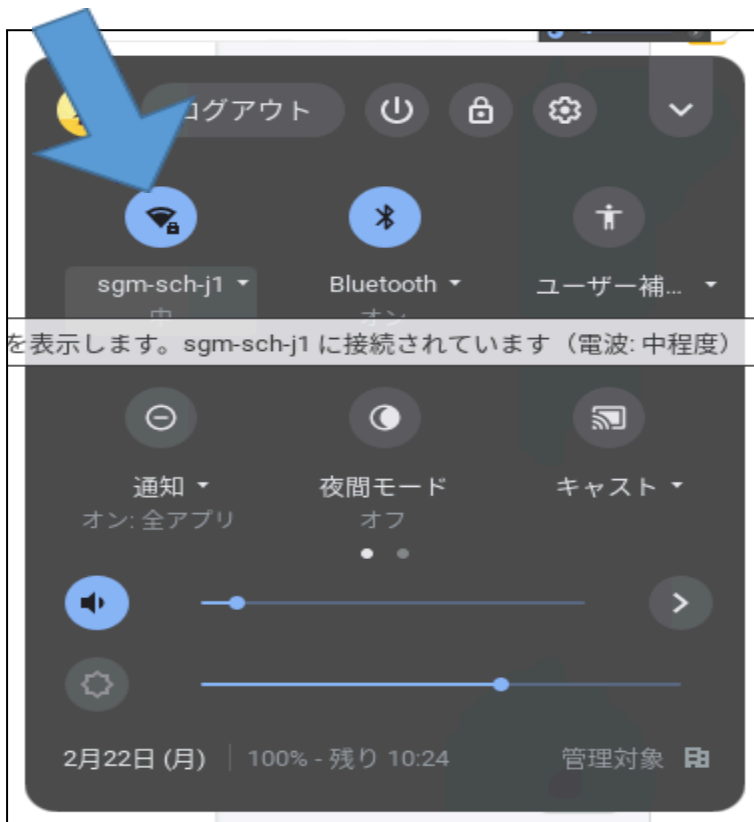 ログアウト
sgm-sch-j1
Bluetooth
ユーザー補...
中
オン
を表示します。sgm-sch-j1 に接続されています（電波: 中程度）
通知
夜間モード
キャスト
オン: 全アプリ
オフ
2月22日 (月)
100% - 残り 10:24
管理対象